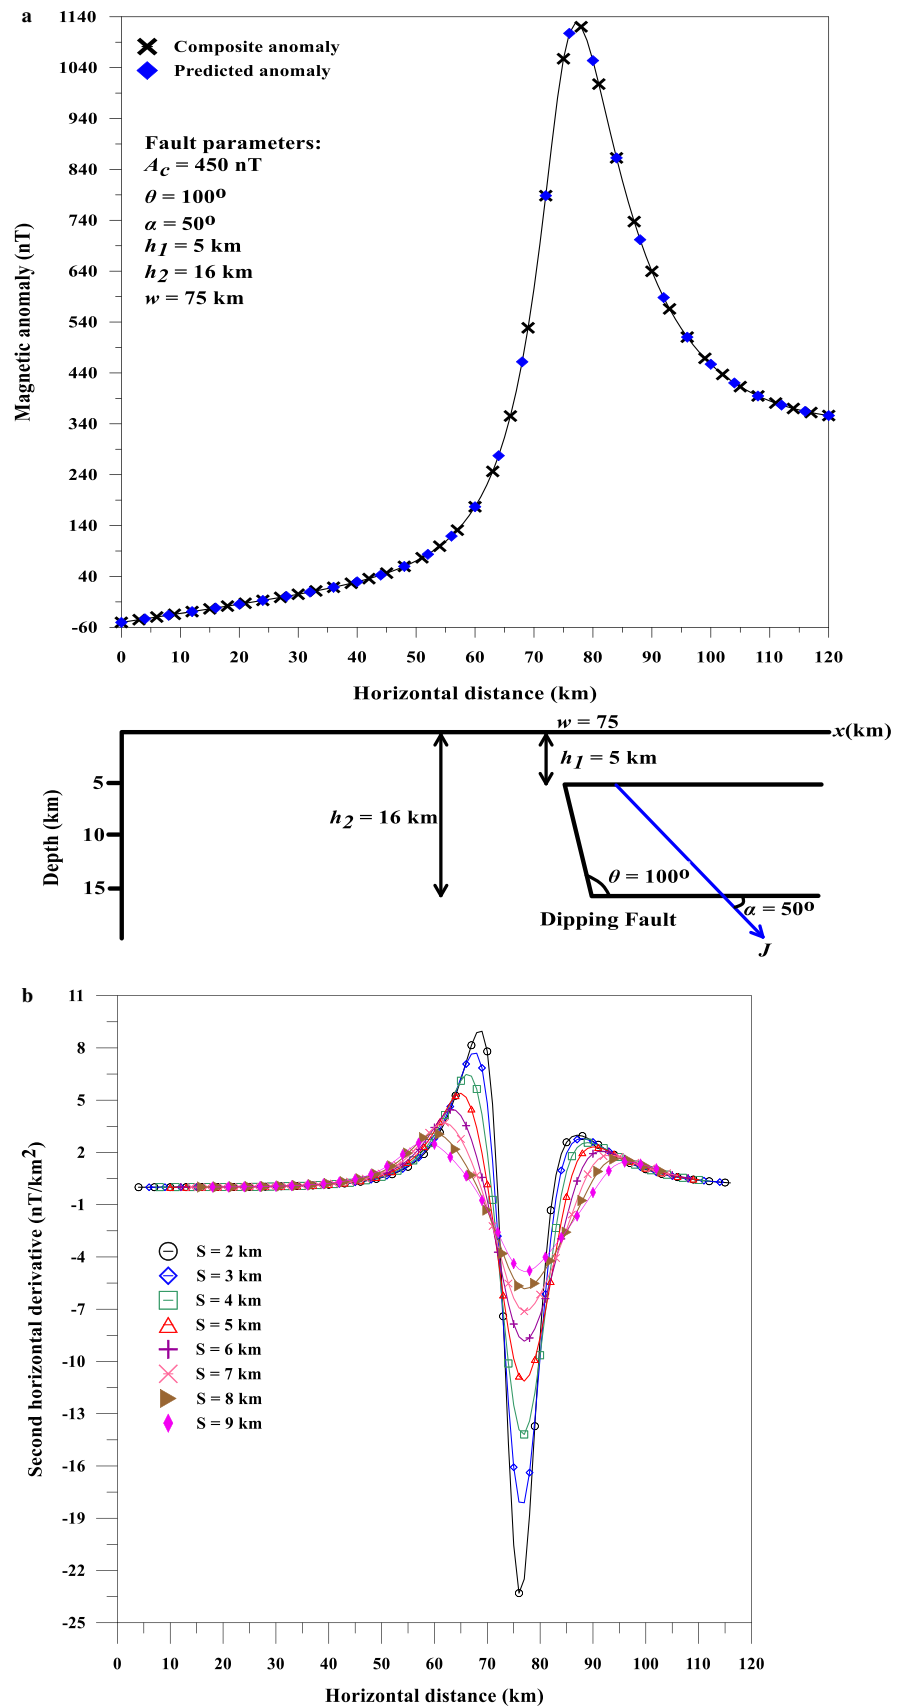 a
1140
1040
940
840
740
640
540
440
340
240
140
40
-60
Magnetic anomaly (nT)
Composite anomaly
Predicted anomaly
Fault parameters:
Ac = 450 nT
θ = 100º
α = 50º
h1 = 5 km
h2 = 16 km
w = 75 km
0 10 20 30 40 50 60 70 80 90 100 110 120
Horizontal distance (km)
w = 75
x(km)
h1 = 5 km
5
h2 = 16 km
10
Depth (km)
15
θ = 100º
α = 50º
Dipping Fault
J
b
11
8
5
2
-1
-4
-7
-10
-13
-16
-19
-22
-25
Second horizontal derivative (nT/km²)
S = 2 km
S = 3 km
S = 4 km
S = 5 km
S = 6 km
S = 7 km
S = 8 km
S = 9 km
0 10 20 30 40 50 60 70 80 90 100 110 120
Horizontal distance (km)